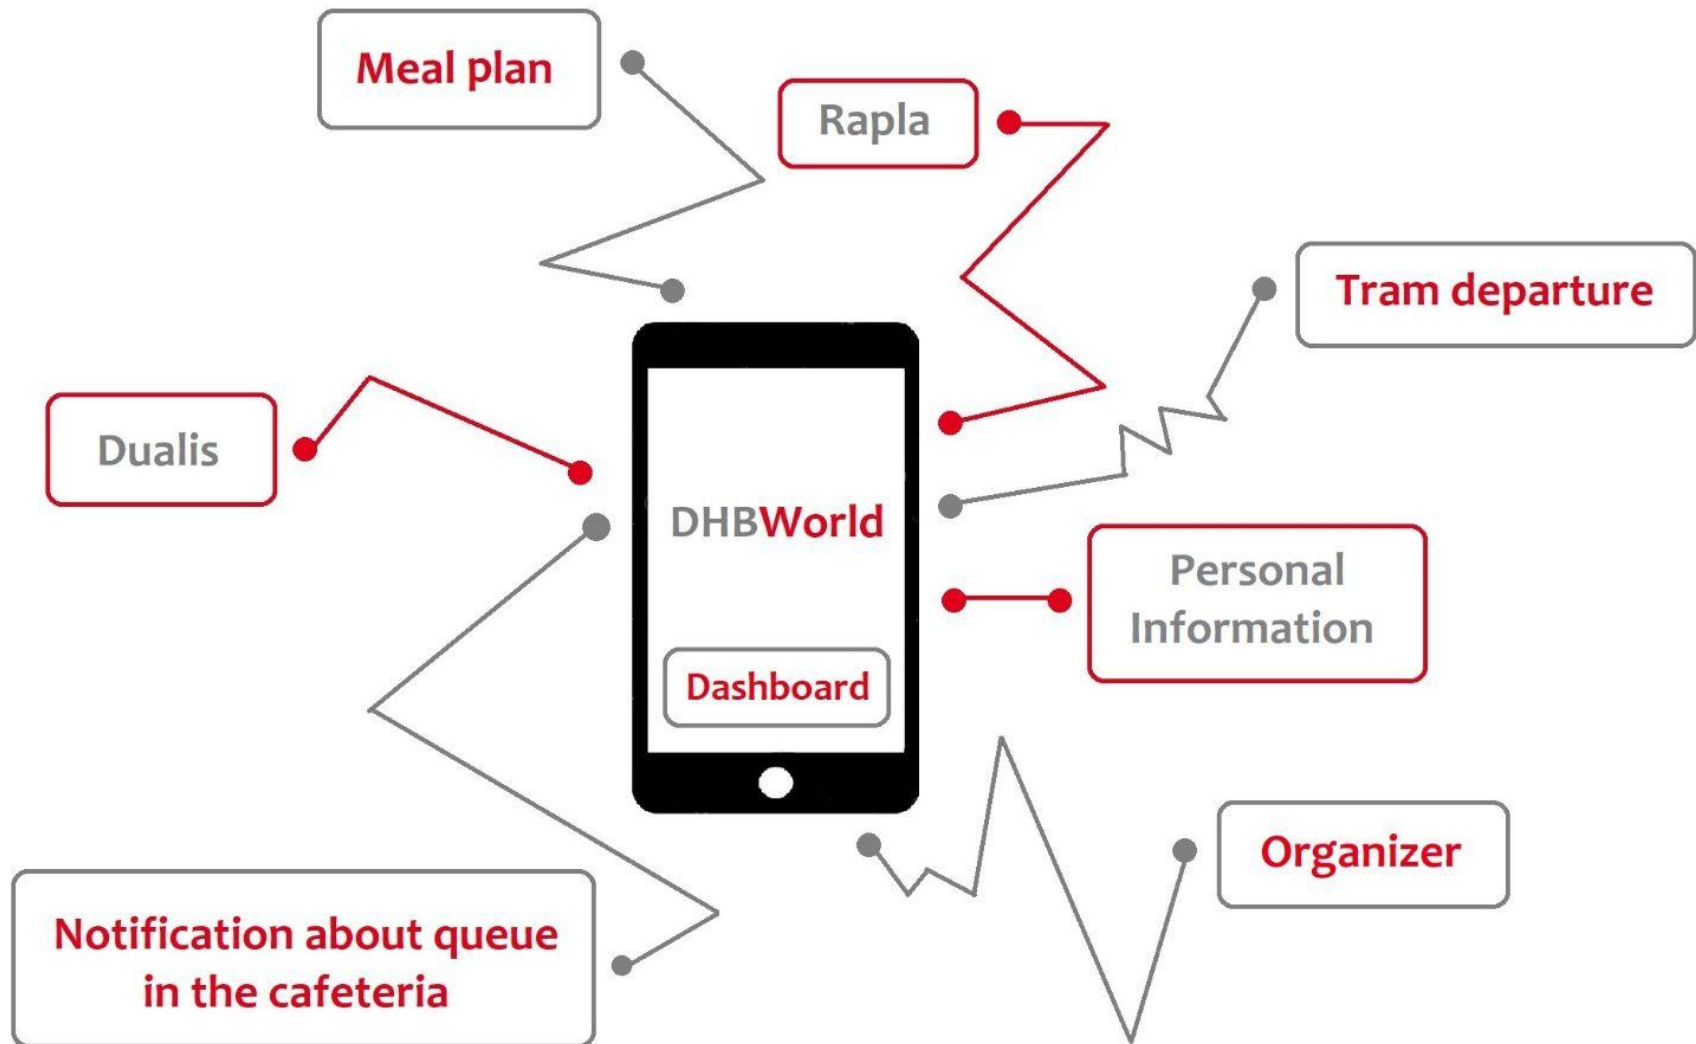 Meal plan
Rapla
Tram departure
Dualis
DHBWorld
Personal
Information
Dashboard
Organizer
Notification about queue
in the cafeteria